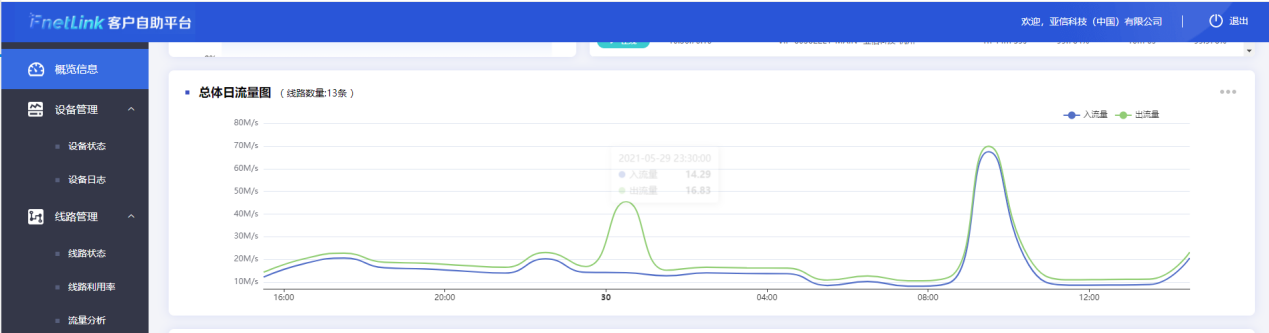 FnetLink 客户自助平台
欢迎, 亚信科技(中国)有限公司 | 退出
概览信息
设备管理
设备状态
设备日志
线路管理
线路状态
线路利用率
流量分析
总体日流量图 (线路数量:13条)
入流量 出流量
80M/s
70M/s
60M/s
50M/s
40M/s
30M/s
20M/s
10M/s
2021-05-29 23:30:00
入流量 14.29
出流量 16.83
16:00 20:00 30 04:00 08:00 12:00